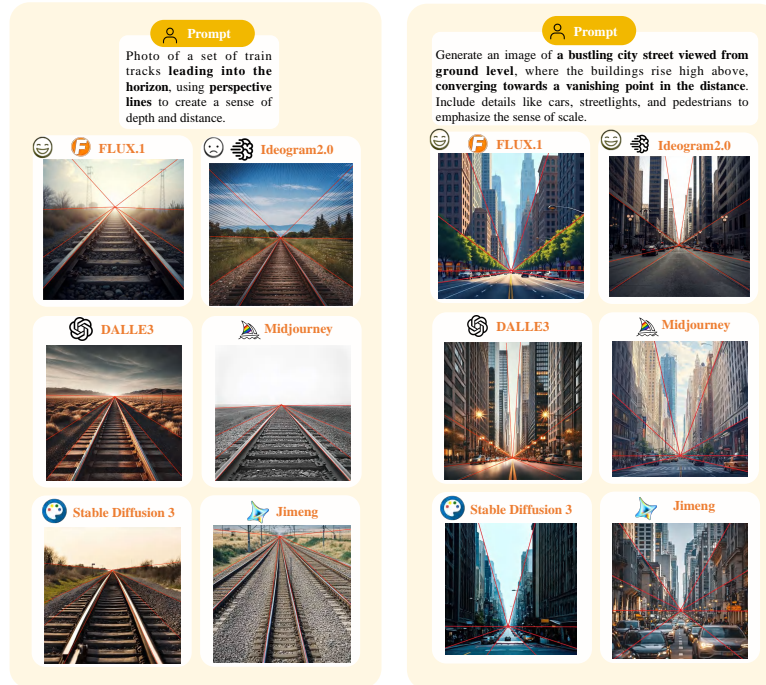 Prompt
Photo of a set of train
tracks leading into the
horizon, using perspective
lines to create a sense of
depth and distance.
FLUX.1
Ideogram2.0
DALLE3
Midjourney
Stable Diffusion 3
Jimeng
Prompt
Generate an image of a bustling city street viewed from
ground level, where the buildings rise high above,
converging towards a vanishing point in the distance.
Include details like cars, streetlights, and pedestrians to
emphasize the sense of scale.
FLUX.1
Ideogram2.0
DALLE3
Midjourney
Stable Diffusion 3
Jimeng